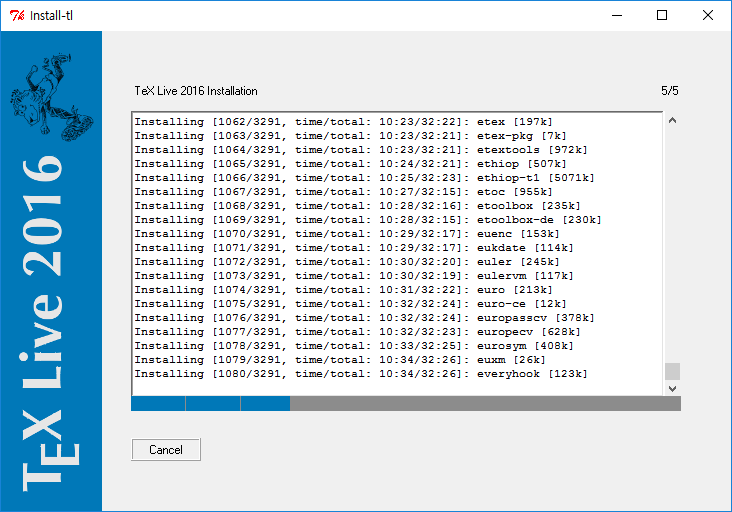 Install-tl
TeX Live 2016
TeX Live 2016 Installation
5/5
Installing [1062/3291, time/total: 10:23/32:22]: etex [197k]
Installing [1063/3291, time/total: 10:23/32:21]: etex-pkg [7k]
Installing [1064/3291, time/total: 10:23/32:21]: etextools [972k]
Installing [1065/3291, time/total: 10:24/32:21]: ethiop [507k]
Installing [1066/3291, time/total: 10:25/32:23]: ethiop-t1 [5071k]
Installing [1067/3291, time/total: 10:27/32:15]: etoc [955k]
Installing [1068/3291, time/total: 10:28/32:16]: etoolbox [235k]
Installing [1069/3291, time/total: 10:28/32:15]: etoolbox-de [230k]
Installing [1070/3291, time/total: 10:29/32:17]: euenc [153k]
Installing [1071/3291, time/total: 10:29/32:17]: eukdate [114k]
Installing [1072/3291, time/total: 10:30/32:20]: euler [245k]
Installing [1073/3291, time/total: 10:30/32:19]: eulervm [117k]
Installing [1074/3291, time/total: 10:31/32:22]: euro [213k]
Installing [1075/3291, time/total: 10:32/32:24]: euro-ce [12k]
Installing [1076/3291, time/total: 10:32/32:24]: europasscv [378k]
Installing [1077/3291, time/total: 10:32/32:23]: europecv [628k]
Installing [1078/3291, time/total: 10:33/32:25]: eurosym [408k]
Installing [1079/3291, time/total: 10:34/32:26]: euxm [26k]
Installing [1080/3291, time/total: 10:34/32:26]: everyhook [123k]
Cancel